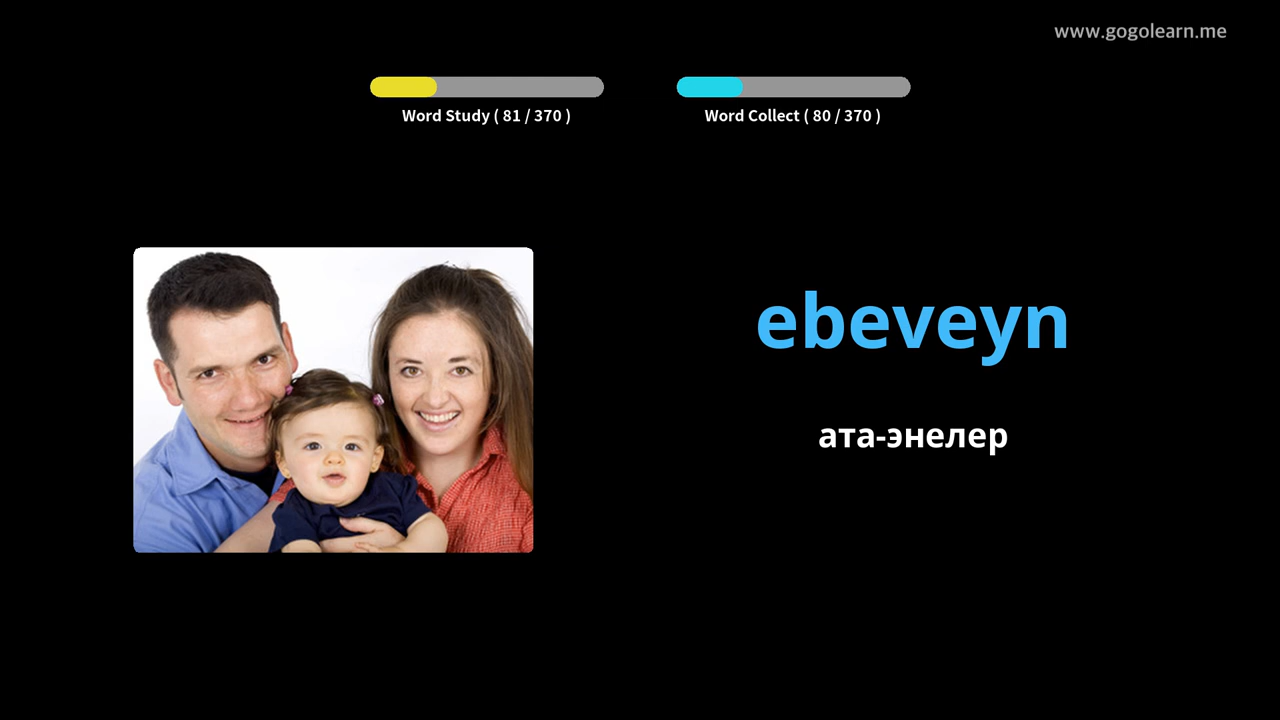 www.gogolearn.me
Word Study ( 81 / 370 )
Word Collect ( 80 / 370 )
ebeveyn
ата-энелер